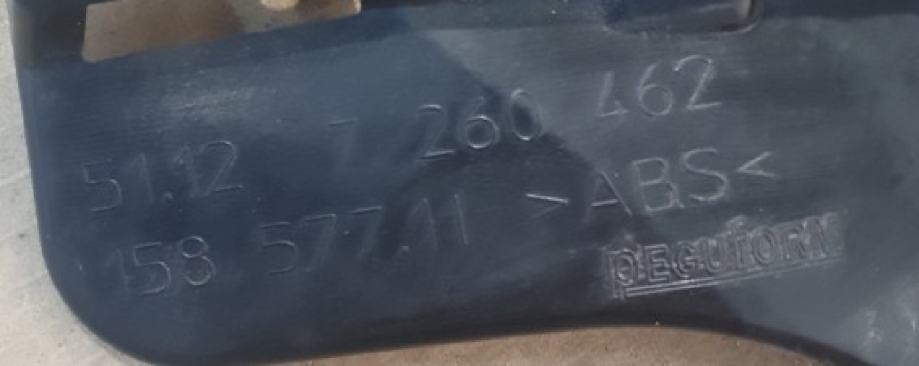 51.12 7 260 462
158 577.11 >ABS<
PEGUFORM